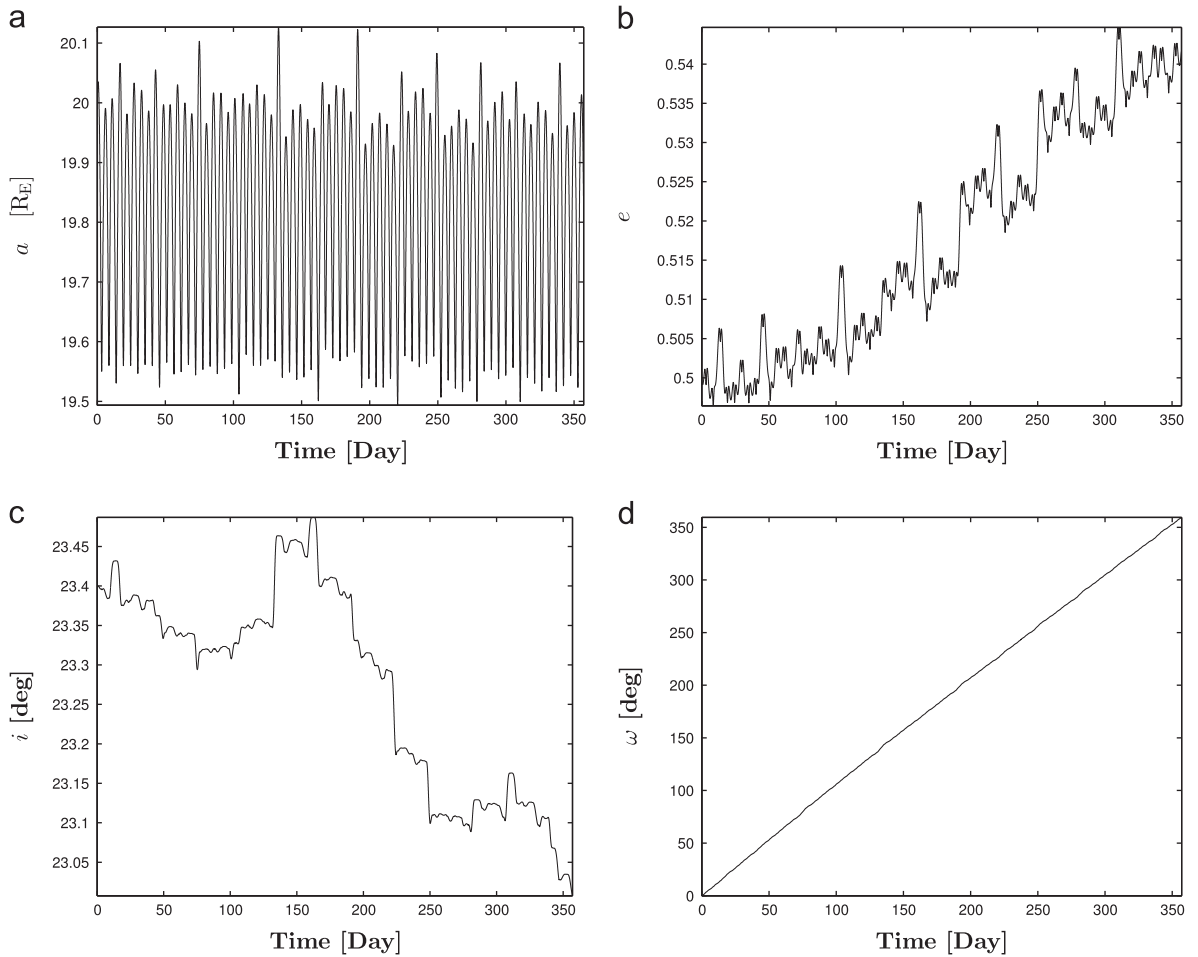 a
20.1
20
19.9
19.8
19.7
19.6
19.5
a [R_E]
0 50 100 150 200 250 300 350
Time [Day]
b
0.54
0.535
0.53
0.525
0.52
0.515
0.51
0.505
0.5
e
0 50 100 150 200 250 300 350
Time [Day]
c
23.45
23.4
23.35
23.3
23.25
23.2
23.15
23.1
23.05
i [deg]
0 50 100 150 200 250 300 350
Time [Day]
d
350
300
250
200
150
100
50
0
ω [deg]
0 50 100 150 200 250 300 350
Time [Day]